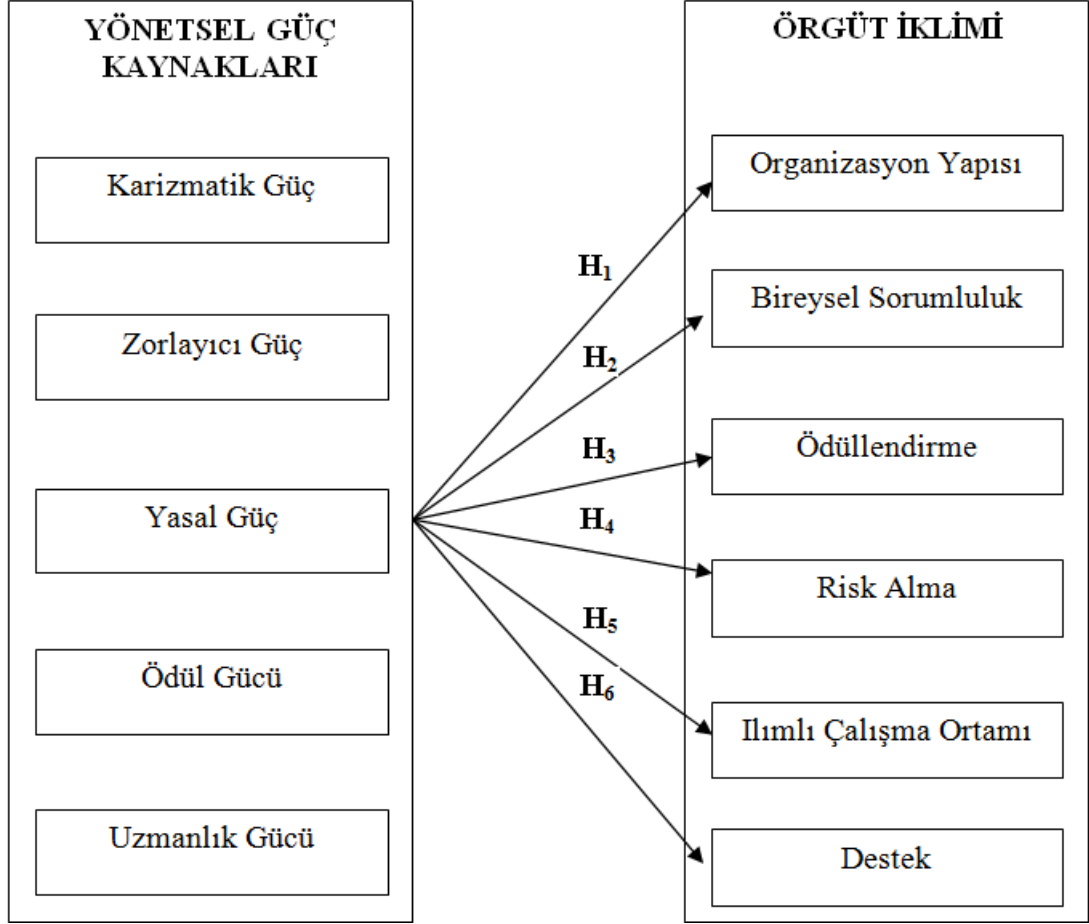 YÖNETSEL GÜÇ
KAYNAKLARI
Karizmatik Güç
Zorlayıcı Güç
Yasal Güç
Ödül Gücü
Uzmanlık Gücü
H1
H2
H3
H4
H5
H6
ÖRGÜT İKLİMİ
Organizasyon Yapısı
Bireysel Sorumluluk
Ödüllendirme
Risk Alma
Ilımlı Çalışma Ortamı
Destek